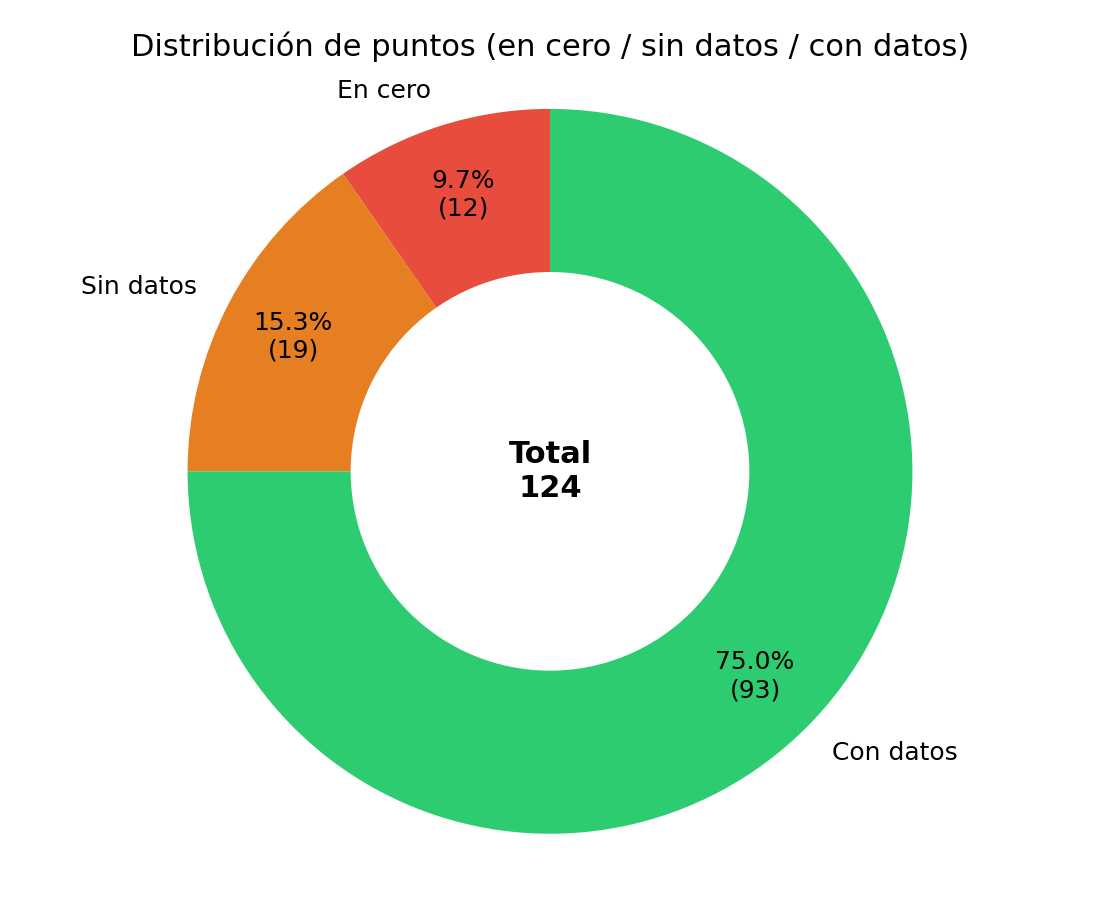 Distribución de puntos (en cero / sin datos / con datos)
En cero
9.7%
(12)
Sin datos
15.3%
(19)
Total
124
75.0%
(93)
Con datos